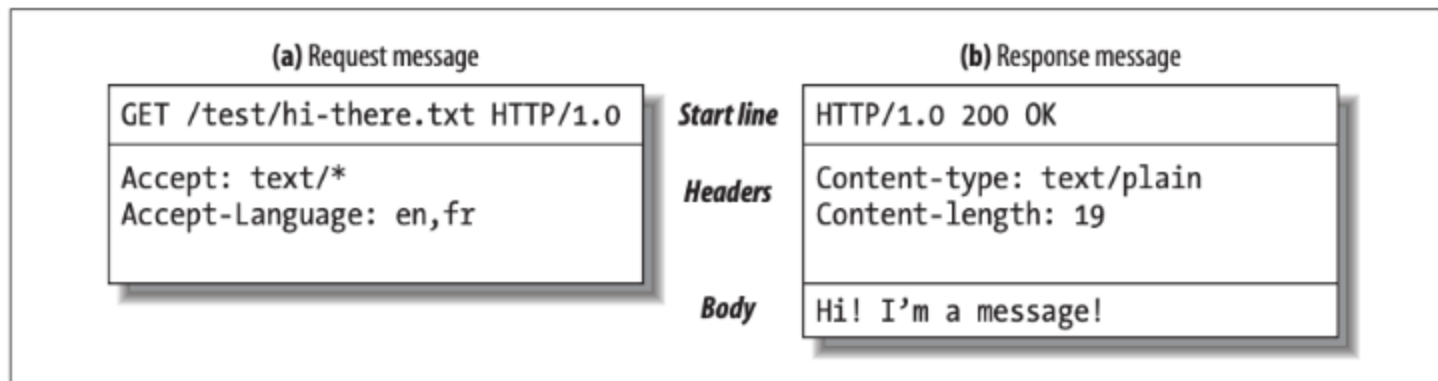 (a) Request message
GET /test/hi-there.txt HTTP/1.0
Accept: text/*
Accept-Language: en,fr
Start line
Headers
Body
(b) Response message
HTTP/1.0 200 OK
Content-type: text/plain
Content-length: 19
Hi! I’m a message!